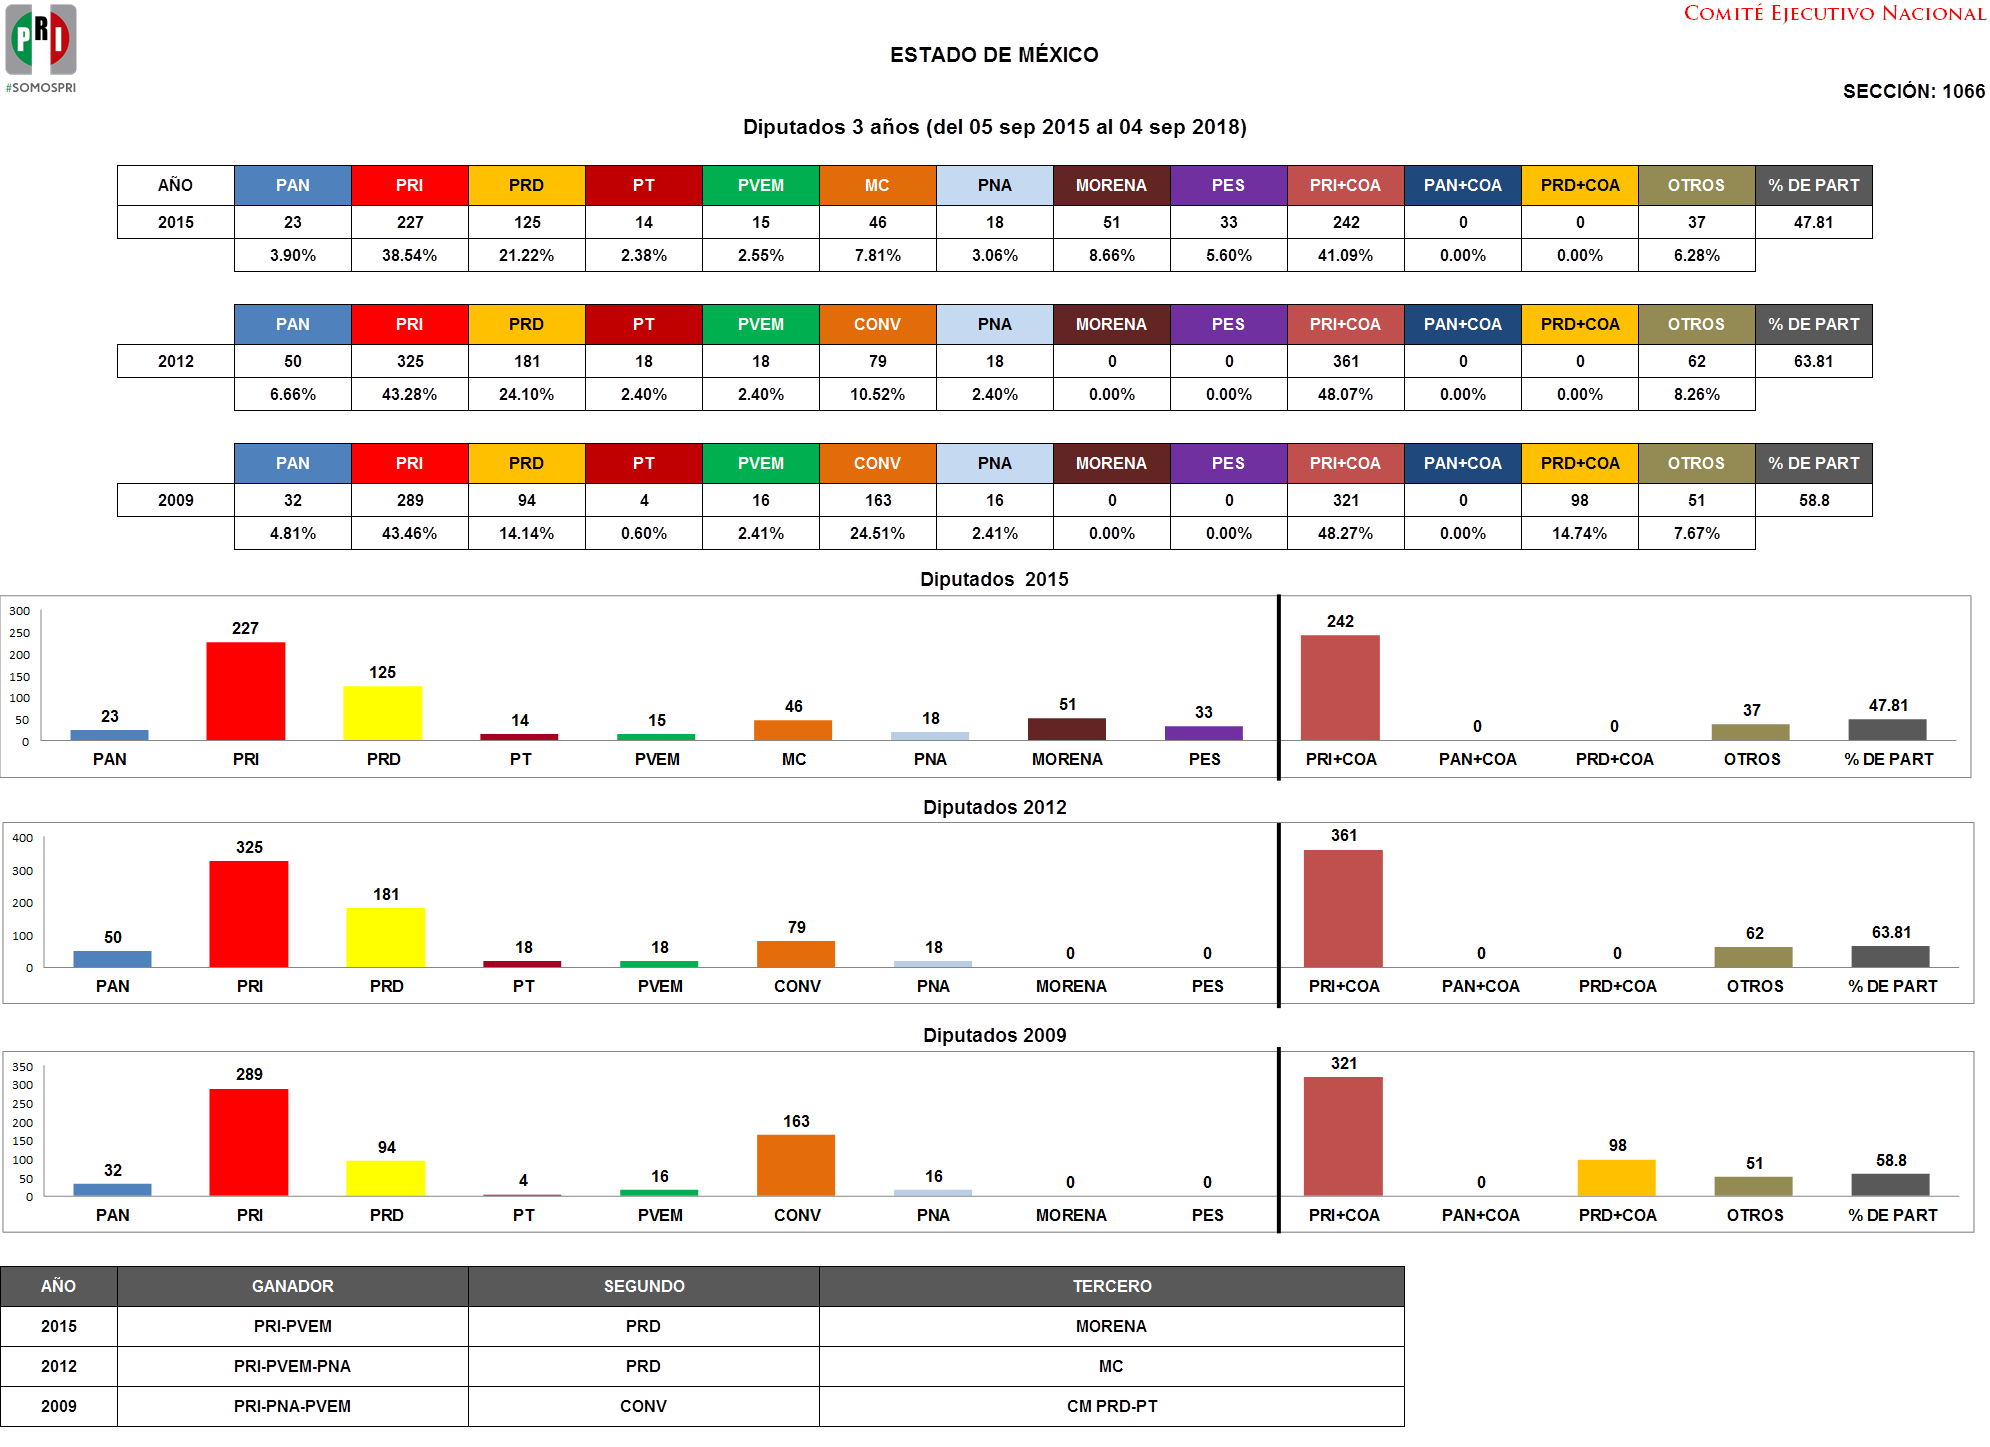 PRI
#SOMOSPRI
COMITÉ EJECUTIVO NACIONAL
ESTADO DE MÉXICO
SECCIÓN: 1066
Diputados 3 años (del 05 sep 2015 al 04 sep 2018)
AÑO PAN PRI PRD PT PVEM MC PNA MORENA PES PRI+COA PAN+COA PRD+COA OTROS % DE PART
2015 23 227 125 14 15 46 18 51 33 242 0 0 37 47.81
3.90% 38.54% 21.22% 2.38% 2.55% 7.81% 3.06% 8.66% 5.60% 41.09% 0.00% 0.00% 6.28%
PAN PRI PRD PT PVEM CONV PNA MORENA PES PRI+COA PAN+COA PRD+COA OTROS % DE PART
2012 50 325 181 18 18 79 18 0 0 361 0 0 62 63.81
6.66% 43.28% 24.10% 2.40% 2.40% 10.52% 2.40% 0.00% 0.00% 48.07% 0.00% 0.00% 8.26%
PAN PRI PRD PT PVEM CONV PNA MORENA PES PRI+COA PAN+COA PRD+COA OTROS % DE PART
2009 32 289 94 4 16 163 16 0 0 321 0 98 51 58.8
4.81% 43.46% 14.14% 0.60% 2.41% 24.51% 2.41% 0.00% 0.00% 48.27% 0.00% 14.74% 7.67%
Diputados 2015
300
250
200
150
100
50
0
23 227 125 14 15 46 18 51 33 242 0 0 37 47.81
PAN PRI PRD PT PVEM MC PNA MORENA PES PRI+COA PAN+COA PRD+COA OTROS % DE PART
Diputados 2012
400
300
200
100
0
50 325 181 18 18 79 18 0 0 361 0 0 62 63.81
PAN PRI PRD PT PVEM CONV PNA MORENA PES PRI+COA PAN+COA PRD+COA OTROS % DE PART
Diputados 2009
350
300
250
200
150
100
50
0
32 289 94 4 16 163 16 0 0 321 0 98 51 58.8
PAN PRI PRD PT PVEM CONV PNA MORENA PES PRI+COA PAN+COA PRD+COA OTROS % DE PART
AÑO GANADOR SEGUNDO TERCERO
2015 PRI-PVEM PRD MORENA
2012 PRI-PVEM-PNA PRD MC
2009 PRI-PNA-PVEM CONV CM PRD-PT